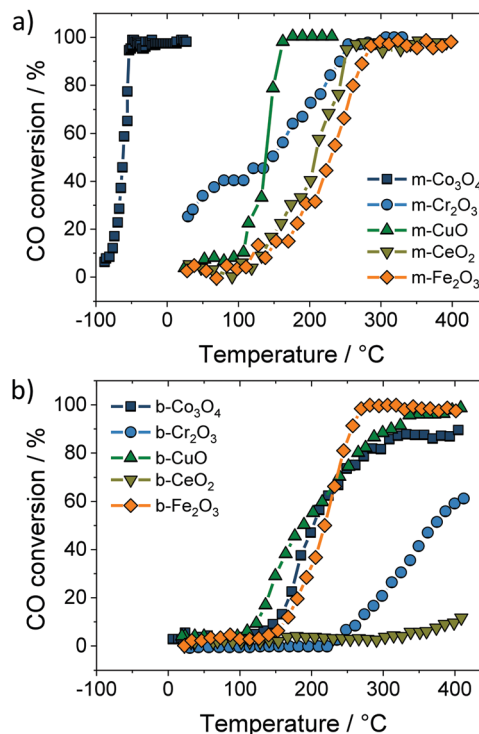 a)
100
80
60
40
20
0
CO conversion / %
m-Co₃O₄
m-Cr₂O₃
m-CuO
m-CeO₂
m-Fe₂O₃
-100 0 100 200 300 400
Temperature / °C
b)
100
80
60
40
20
0
CO conversion / %
b-Co₃O₄
b-Cr₂O₃
b-CuO
b-CeO₂
b-Fe₂O₃
-100 0 100 200 300 400
Temperature / °C